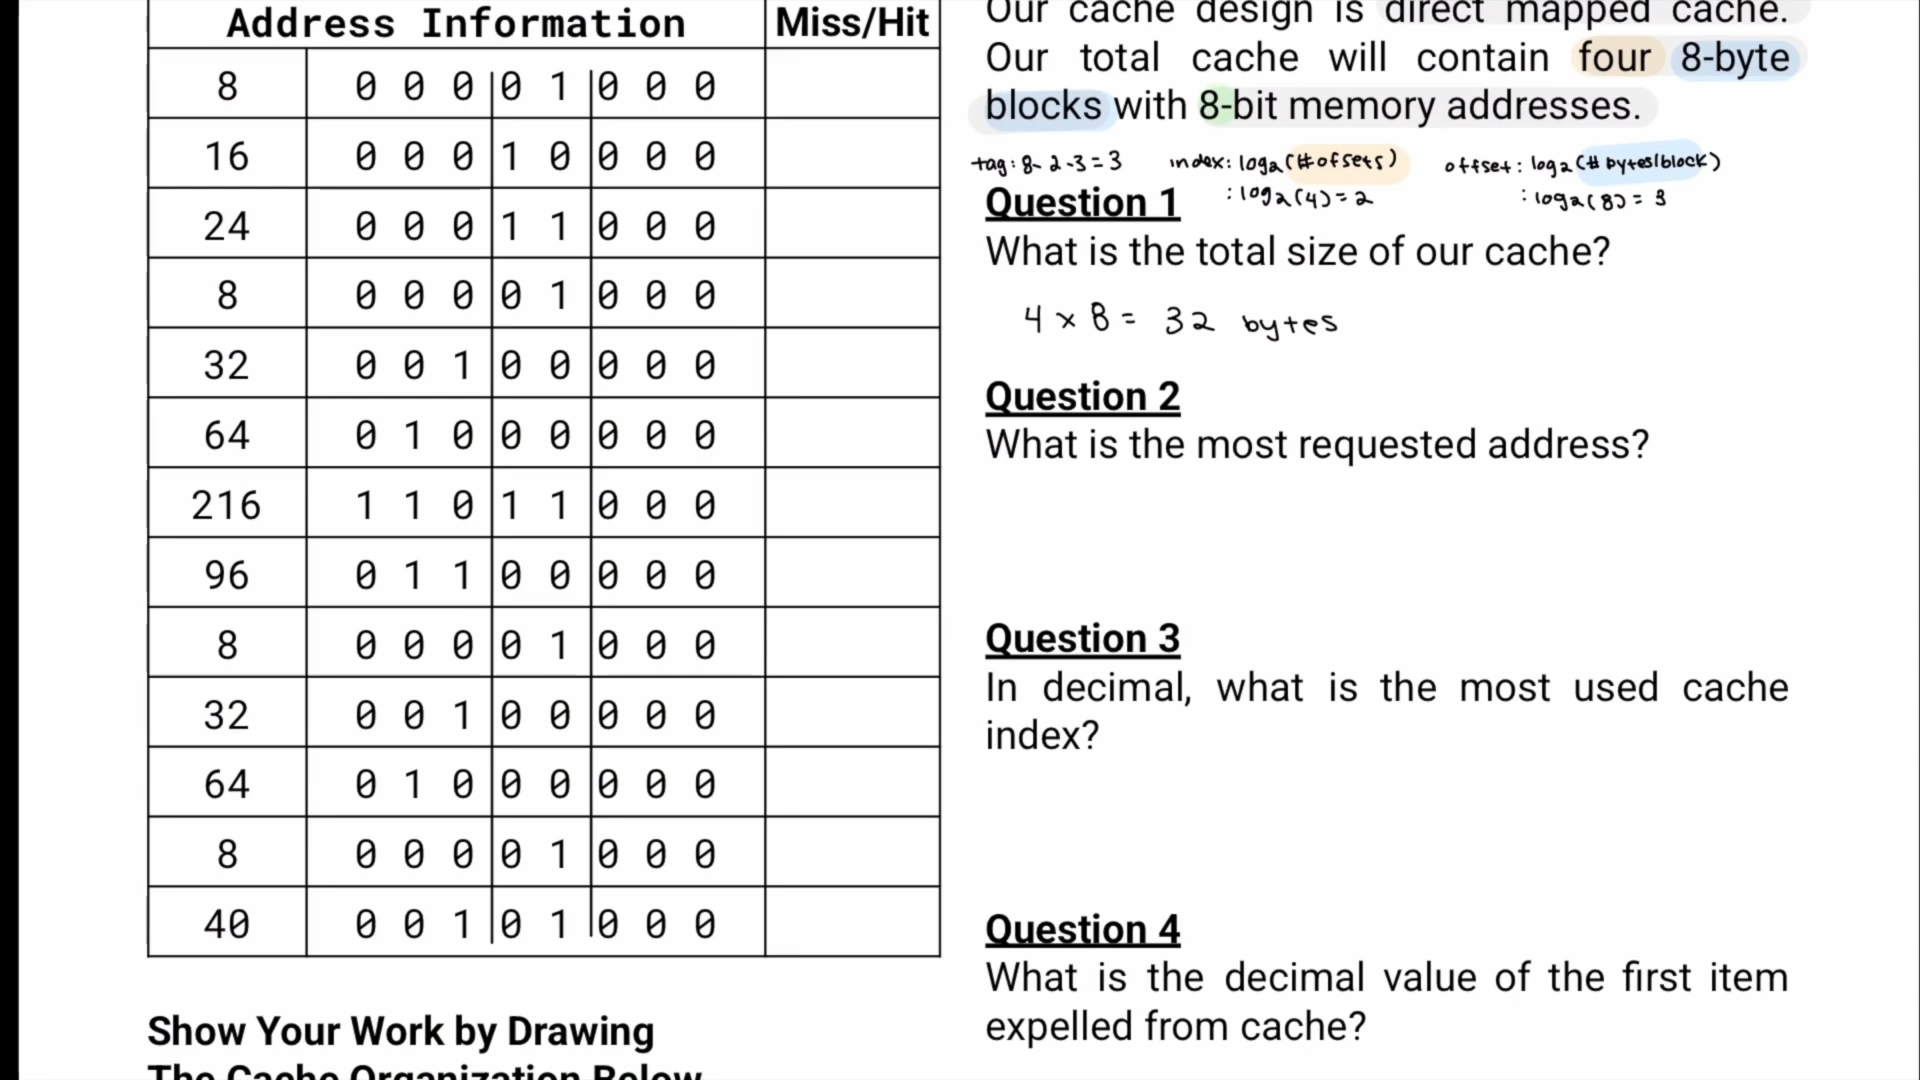 Address Information Miss/Hit
8 0 0 0 0 1 0 0 0
16 0 0 0 1 0 0 0 0
24 0 0 0 1 1 0 0 0
8 0 0 0 0 1 0 0 0
32 0 0 1 0 0 0 0 0
64 0 1 0 0 0 0 0 0
216 1 1 0 1 1 0 0 0
96 0 1 1 0 0 0 0 0
8 0 0 0 0 1 0 0 0
32 0 0 1 0 0 0 0 0
64 0 1 0 0 0 0 0 0
8 0 0 0 0 1 0 0 0
40 0 0 1 0 1 0 0 0
Show Your Work by Drawing
The Cache Organization Below
Our cache design is direct mapped cache.
Our total cache will contain four 8-byte
blocks with 8-bit memory addresses.
tag: 8-2-3=3 index: log2(# of sets) offset: log2(# bytes/block)
: log2(4)=2 : log2(8)=3
Question 1
What is the total size of our cache?
4 x 8 = 32 bytes
Question 2
What is the most requested address?
Question 3
In decimal, what is the most used cache
index?
Question 4
What is the decimal value of the first item
expelled from cache?